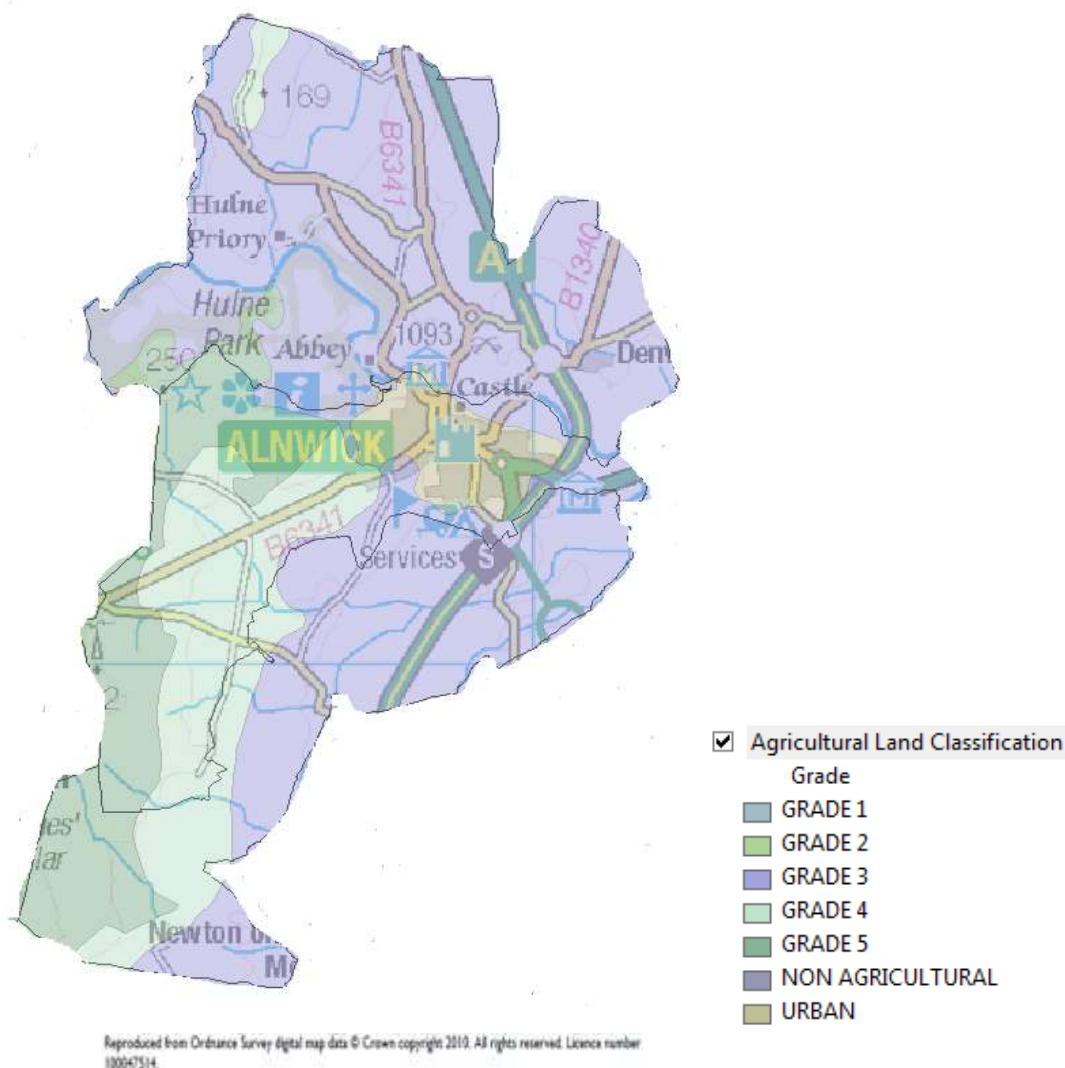 169
B6341
Hulne
Priory
A1
B1340
Hulne
Park
Abbey
1093
Castle
ALNWICK
B6341
Services
S
2
Newton
M
Agricultural Land Classification
Grade
GRADE 1
GRADE 2
GRADE 3
GRADE 4
GRADE 5
NON AGRICULTURAL
URBAN
Reproduced from Ordnance Survey digital map data © Crown copyright 2010. All rights reserved. Licence number
100047514.